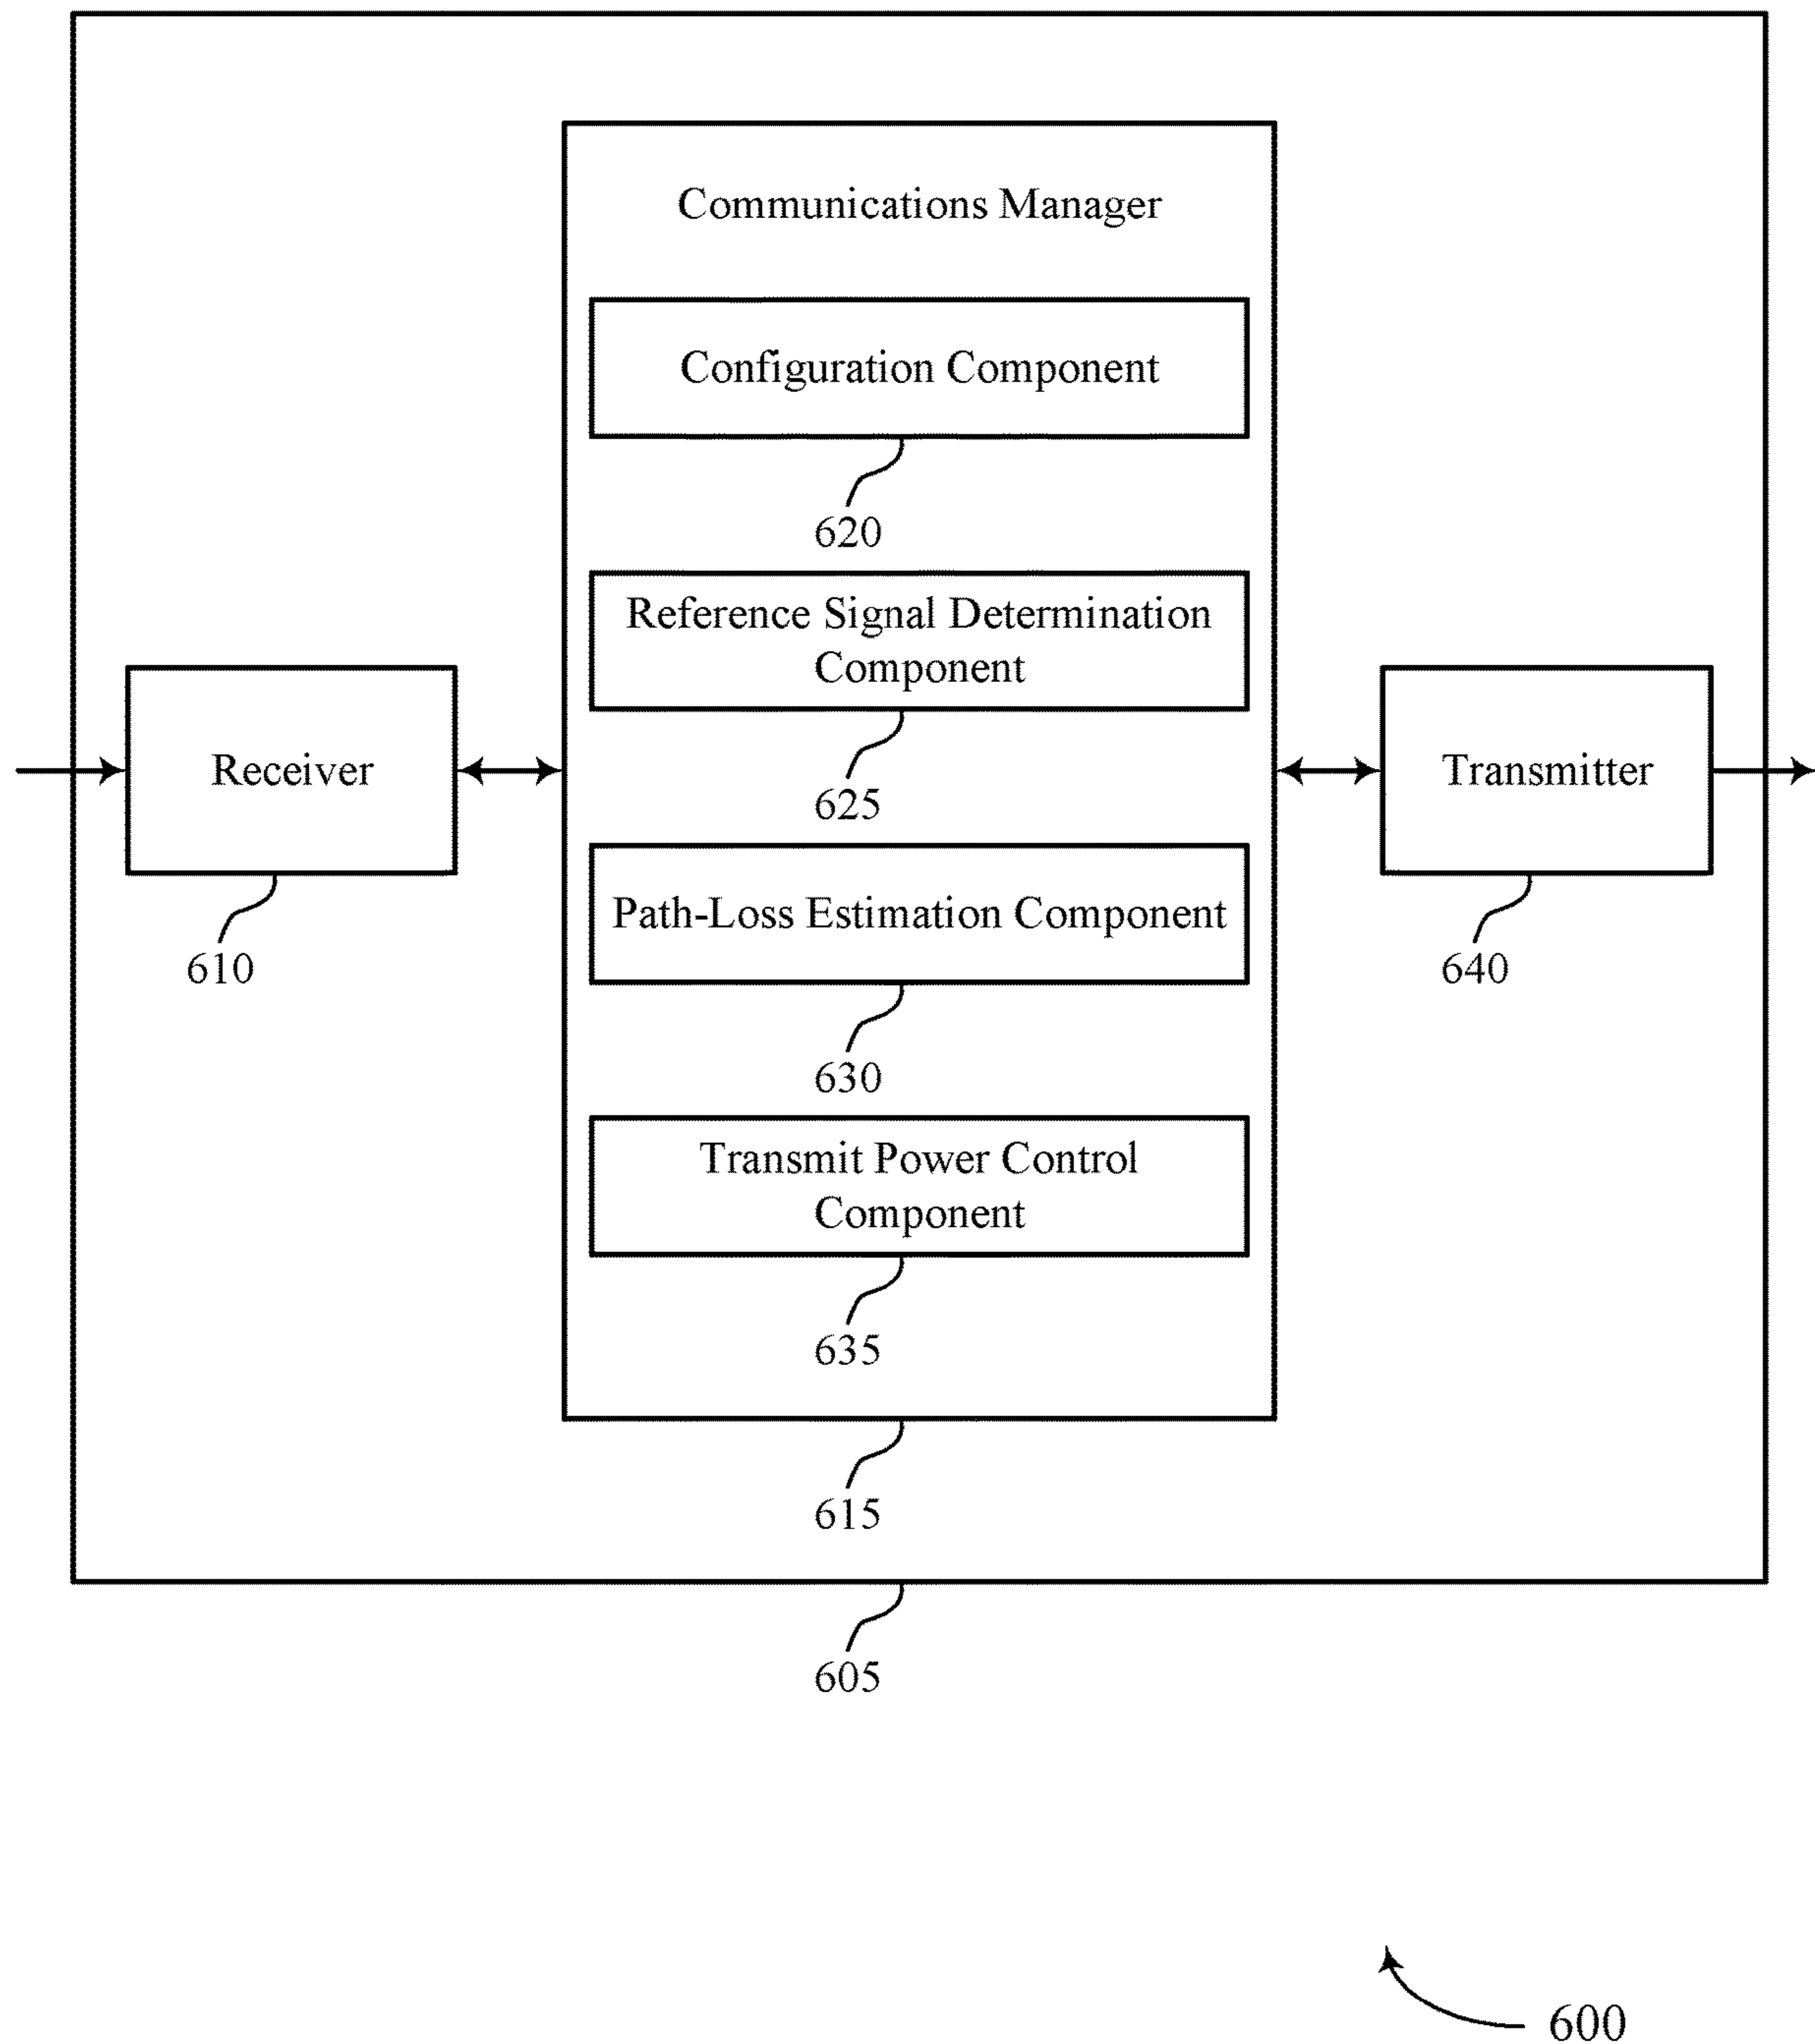 Communications Manager
Configuration Component
620
Reference Signal Determination
Component
625
Receiver
610
Transmitter
640
Path-Loss Estimation Component
630
Transmit Power Control
Component
635
615
605
600